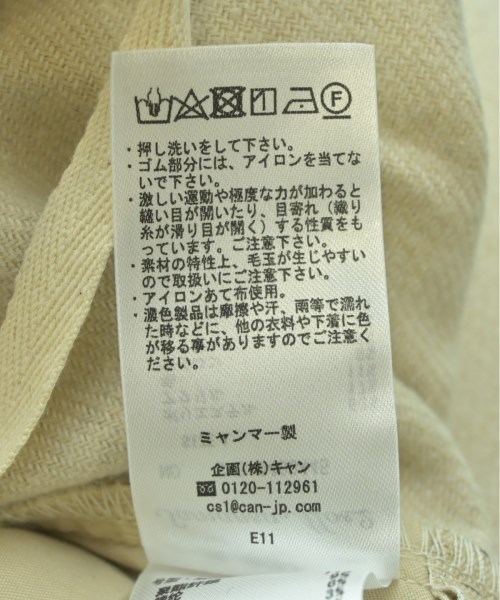 ・押し洗いをして下さい。
・ゴム部分には、アイロンを当てな
いで下さい。
・激しい運動や極度な力が加わると
縫い目が開いたり、目寄れ（織り
糸が滑り目が開く）する性質をも
っています。ご注意下さい。
・素材の特性上、毛玉が生じやすい
ので取扱いにご注意下さい。
・アイロンあて布使用。
・濃色製品は摩擦や汗、雨等で濡れ
た時などに、他の衣料や下着に色
が移る事がありますのでご注意く
ださい。
ミャンマー製
企画(株)キャン
0120-112961
cs1@can-jp.com
E11